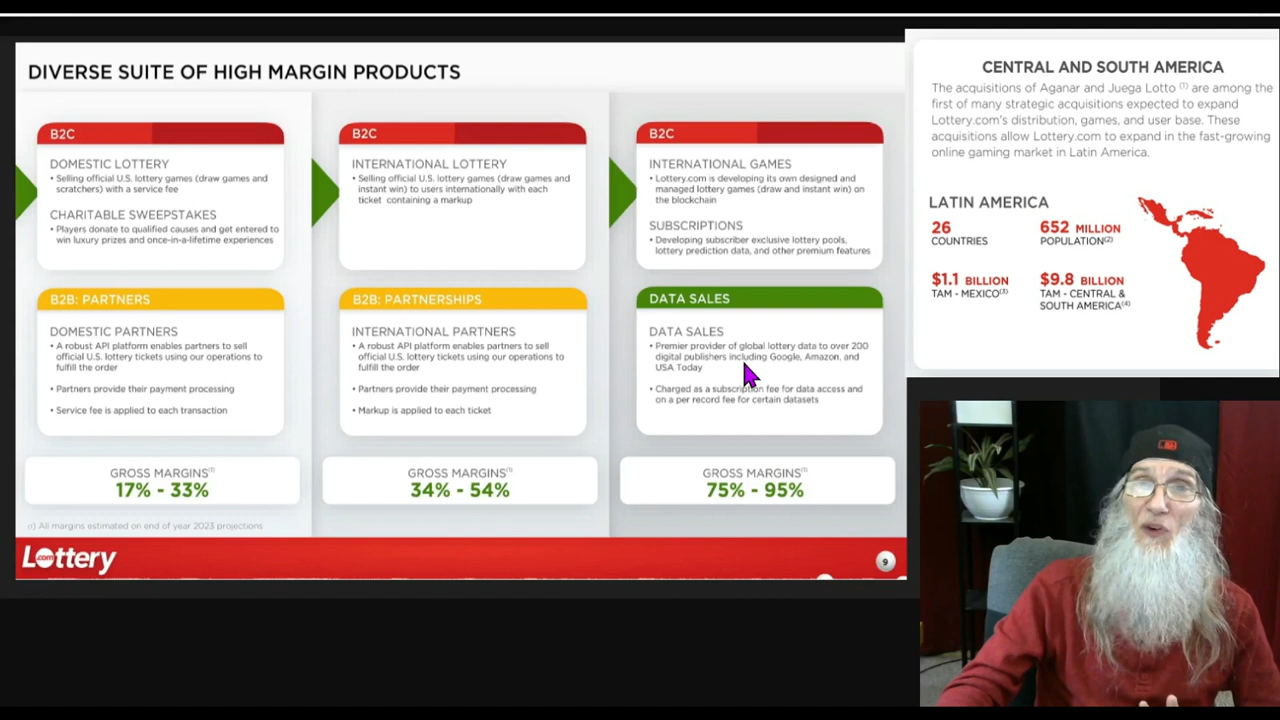 DIVERSE SUITE OF HIGH MARGIN PRODUCTS
B2C
DOMESTIC LOTTERY
• Selling official U.S. lottery games (draw games and
scratchers) with a service fee
CHARITABLE SWEEPSTAKES
• Players donate to qualified causes and get entered to
win luxury prizes and once-in-a-lifetime experiences
B2B: PARTNERS
DOMESTIC PARTNERS
• A robust API platform enables partners to sell
official U.S. lottery tickets using our operations to
fulfill the order
• Partners provide their payment processing
• Service fee is applied to each transaction
GROSS MARGINS(1)
17% - 33%
B2C
INTERNATIONAL LOTTERY
• Selling official U.S. lottery games (draw games and
instant win) to users internationally with each
ticket containing a markup
B2B: PARTNERSHIPS
INTERNATIONAL PARTNERS
• A robust API platform enables partners to sell
official U.S. lottery tickets using our operations to
fulfill the order
• Partners provide their payment processing
• Markup is applied to each ticket
GROSS MARGINS(1)
34% - 54%
B2C
INTERNATIONAL GAMES
• Lottery.com is developing its own designed and
managed lottery games (draw and instant win) on
the blockchain
SUBSCRIPTIONS
• Developing subscriber exclusive lottery pools,
lottery prediction data, and other premium features
DATA SALES
DATA SALES
• Premier provider of global lottery data to over 200
digital publishers including Google, Amazon, and
USA Today
• Charged as a subscription fee for data access and
on a per record fee for certain datasets
GROSS MARGINS(1)
75% - 95%
(1) All margins estimated on end of year 2023 projections
Lottery
.com
9
CENTRAL AND SOUTH AMERICA
The acquisitions of Aganar and Juega Lotto (1) are among the
first of many strategic acquisitions expected to expand
Lottery.com's distribution, games, and user base. These
acquisitions allow Lottery.com to expand in the fast-growing
online gaming market in Latin America.
LATIN AMERICA
26
COUNTRIES
652 MILLION
POPULATION(2)
$1.1 BILLION
TAM - MEXICO(3)
$9.8 BILLION
TAM - CENTRAL &
SOUTH AMERICA(4)